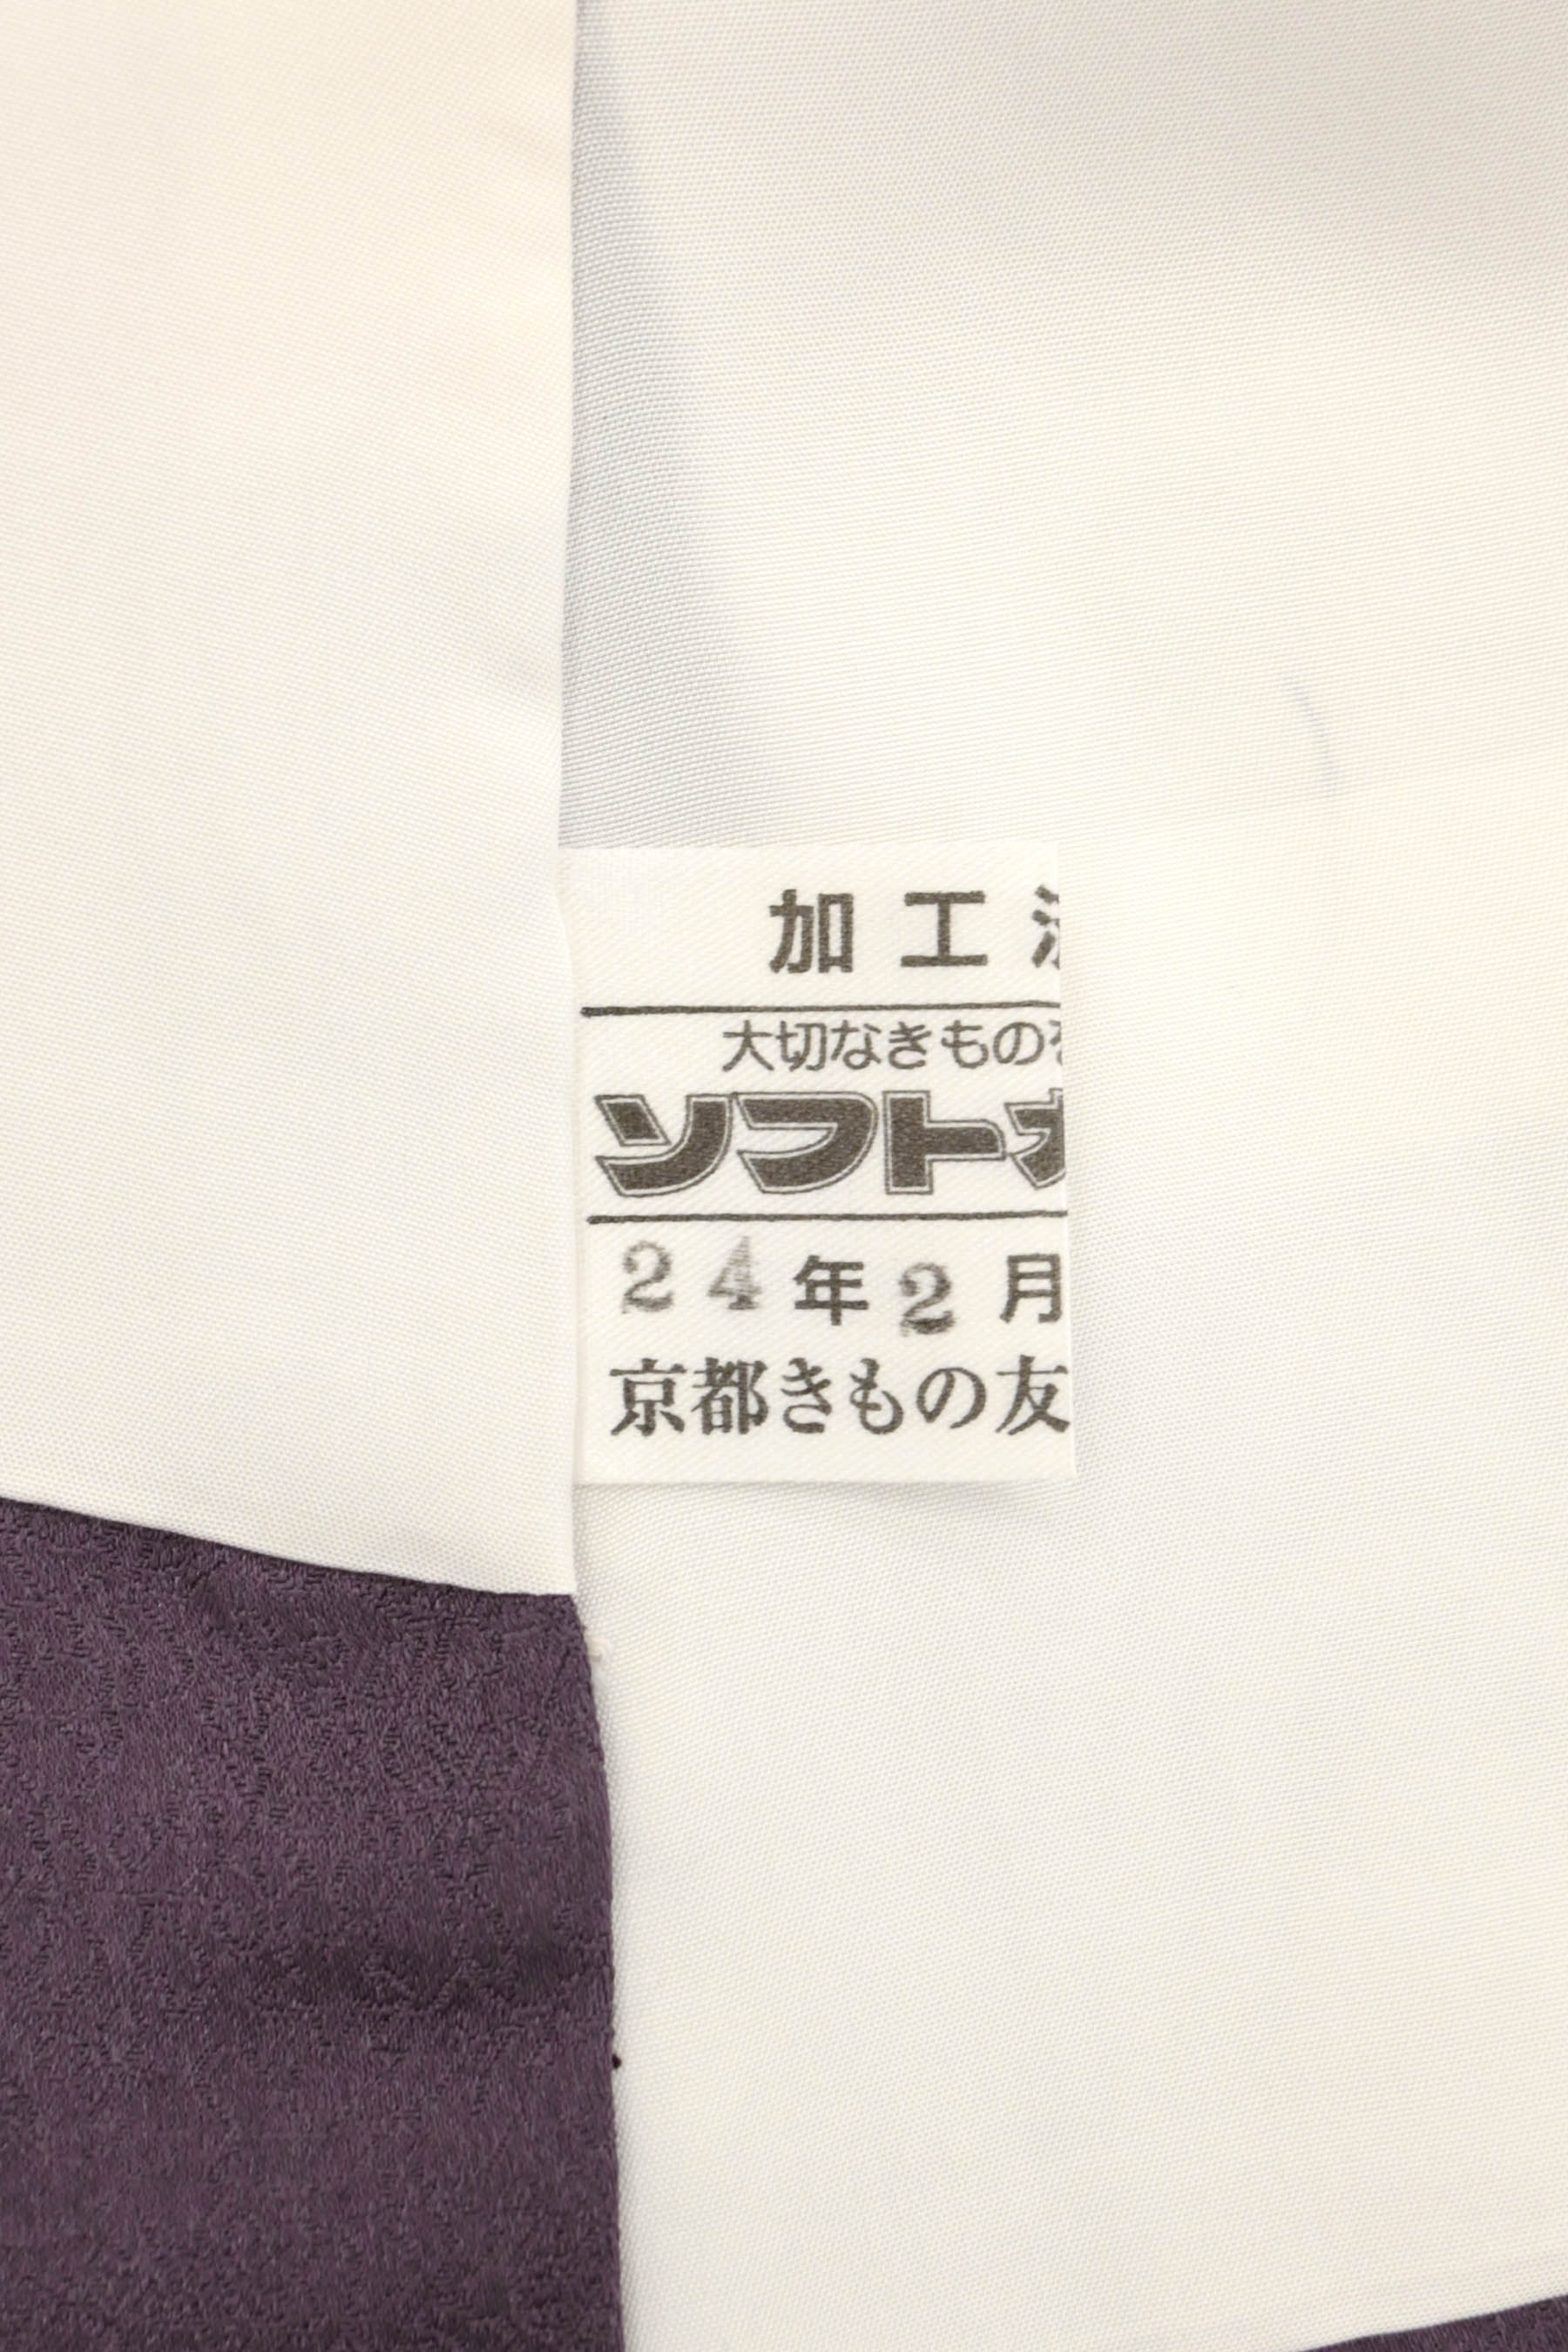 加工
大切なきものを
ソフト
24年2月
京都きもの友